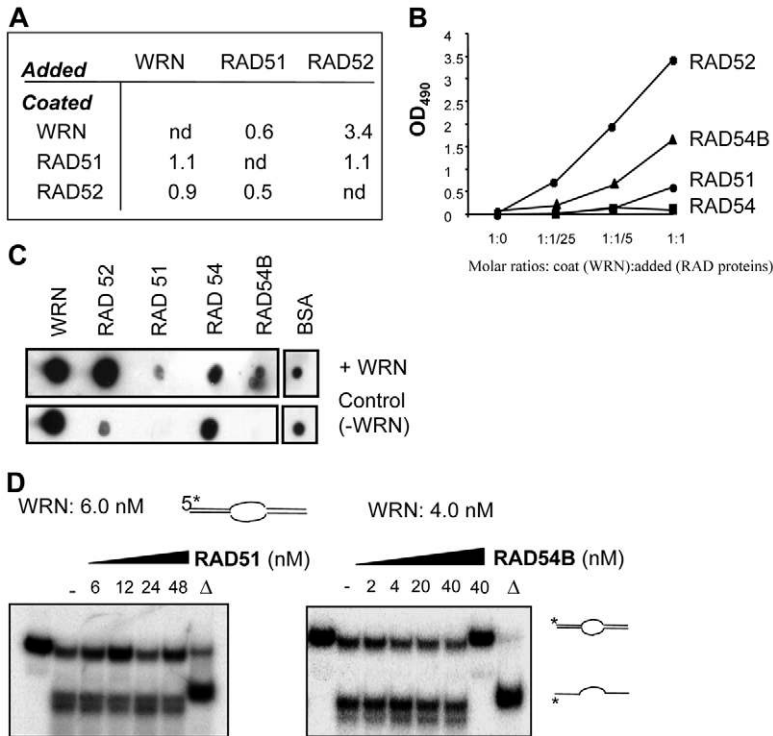 A
Added WRN RAD51 RAD52
Coated
WRN nd 0.6 3.4
RAD51 1.1 nd 1.1
RAD52 0.9 0.5 nd
B
OD490
4
3.5
3
2.5
2
1.5
1
0.5
0
RAD52
RAD54B
RAD51
RAD54
1:0 1:1/25 1:1/5 1:1
Molar ratios: coat (WRN):added (RAD proteins)
C
WRN RAD 52 RAD 51 RAD 54 RAD54B BSA
+ WRN
Control
(-WRN)
D
WRN: 6.0 nM 5* WRN: 4.0 nM
RAD51 (nM) RAD54B (nM)
- 6 12 24 48 Δ - 2 4 20 40 40 Δ
*
*